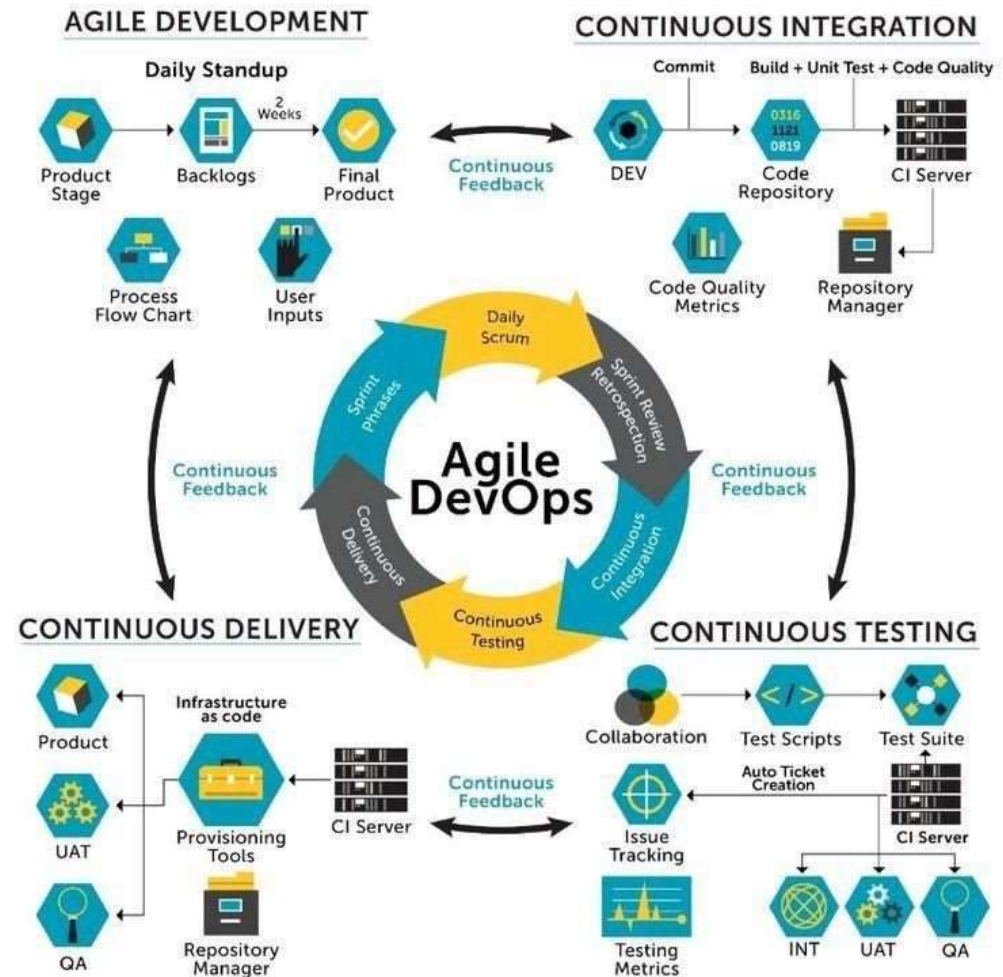 AGILE DEVELOPMENT
Daily Standup
2
Weeks
Product
Stage
Backlogs
Final
Product
Process
Flow Chart
User
Inputs
Continuous
Feedback
CONTINUOUS INTEGRATION
Commit
Build + Unit Test + Code Quality
0316
1121
0819
DEV
Code
Repository
CI Server
Code Quality
Metrics
Repository
Manager
Daily
Scrum
Sprint Review
Retrospection
Continuous
Integration
Continuous
Testing
Continuous
Delivery
Sprint
Phrases
Agile
DevOps
Continuous
Feedback
Continuous
Feedback
CONTINUOUS DELIVERY
Product
UAT
QA
Infrastructure
as code
Provisioning
Tools
Repository
Manager
CI Server
Continuous
Feedback
CONTINUOUS TESTING
Collaboration
</>
Test Scripts
Test Suite
Auto Ticket
Creation
CI Server
Issue
Tracking
Testing
Metrics
INT
UAT
QA